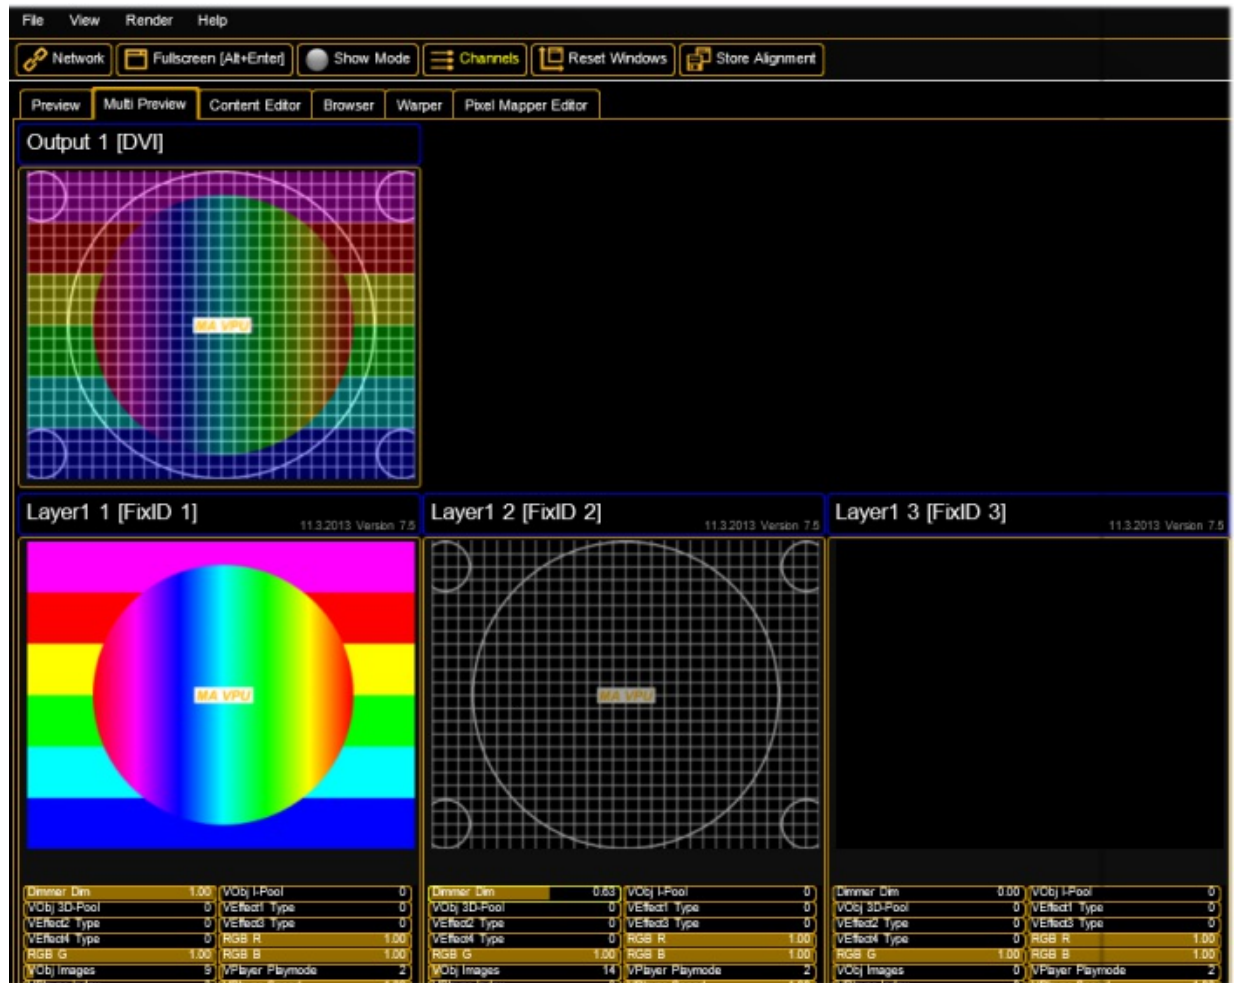 File View Render Help
Network Fullscreen [Alt+Enter] Show Mode Channels Reset Windows Store Alignment
Preview Multi Preview Content Editor Browser Warper Pixel Mapper Editor
Output 1 [DVI]
MA VPU
Layer1 1 [FixID 1] 11.3.2013 Version 7.5 Layer1 2 [FixID 2] 11.3.2013 Version 7.5 Layer1 3 [FixID 3] 11.3.2013 Version 7.5
MA VPU MA VPU
Dimmer Dim 1.00 VObj I-Pool 0 Dimmer Dim 0.63 VObj I-Pool 0 Dimmer Dim 0.00 VObj I-Pool 0
VObj 3D-Pool 0 VEffect1 Type 0 VObj 3D-Pool 0 VEffect1 Type 0 VObj 3D-Pool 0 VEffect1 Type 0
VEffect2 Type 0 VEffect3 Type 0 VEffect2 Type 0 VEffect3 Type 0 VEffect2 Type 0 VEffect3 Type 0
VEffect4 Type 0 RGB R 1.00 VEffect4 Type 0 RGB R 1.00 VEffect4 Type 0 RGB R 1.00
RGB G 1.00 RGB B 1.00 RGB G 1.00 RGB B 1.00 RGB G 1.00 RGB B 1.00
VObj Images 9 VPlayer Playmode 2 VObj Images 14 VPlayer Playmode 2 VObj Images 0 VPlayer Playmode 2